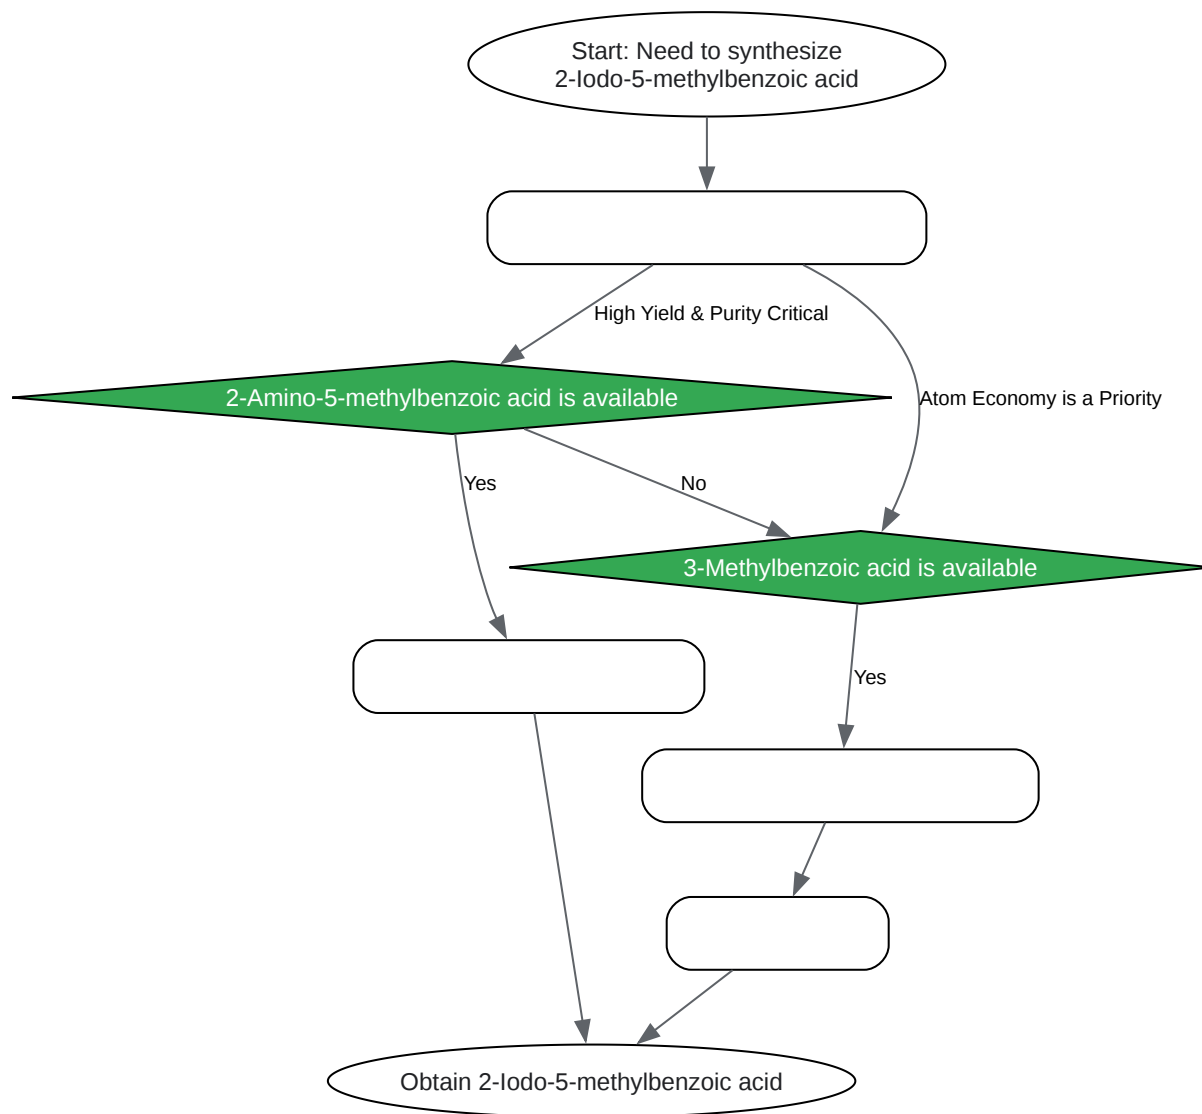 Start: Need to synthesize
2-Iodo-5-methylbenzoic acid
High Yield & Purity Critical
2-Amino-5-methylbenzoic acid is available
Atom Economy is a Priority
Yes
No
3-Methylbenzoic acid is available
Yes
Obtain 2-Iodo-5-methylbenzoic acid